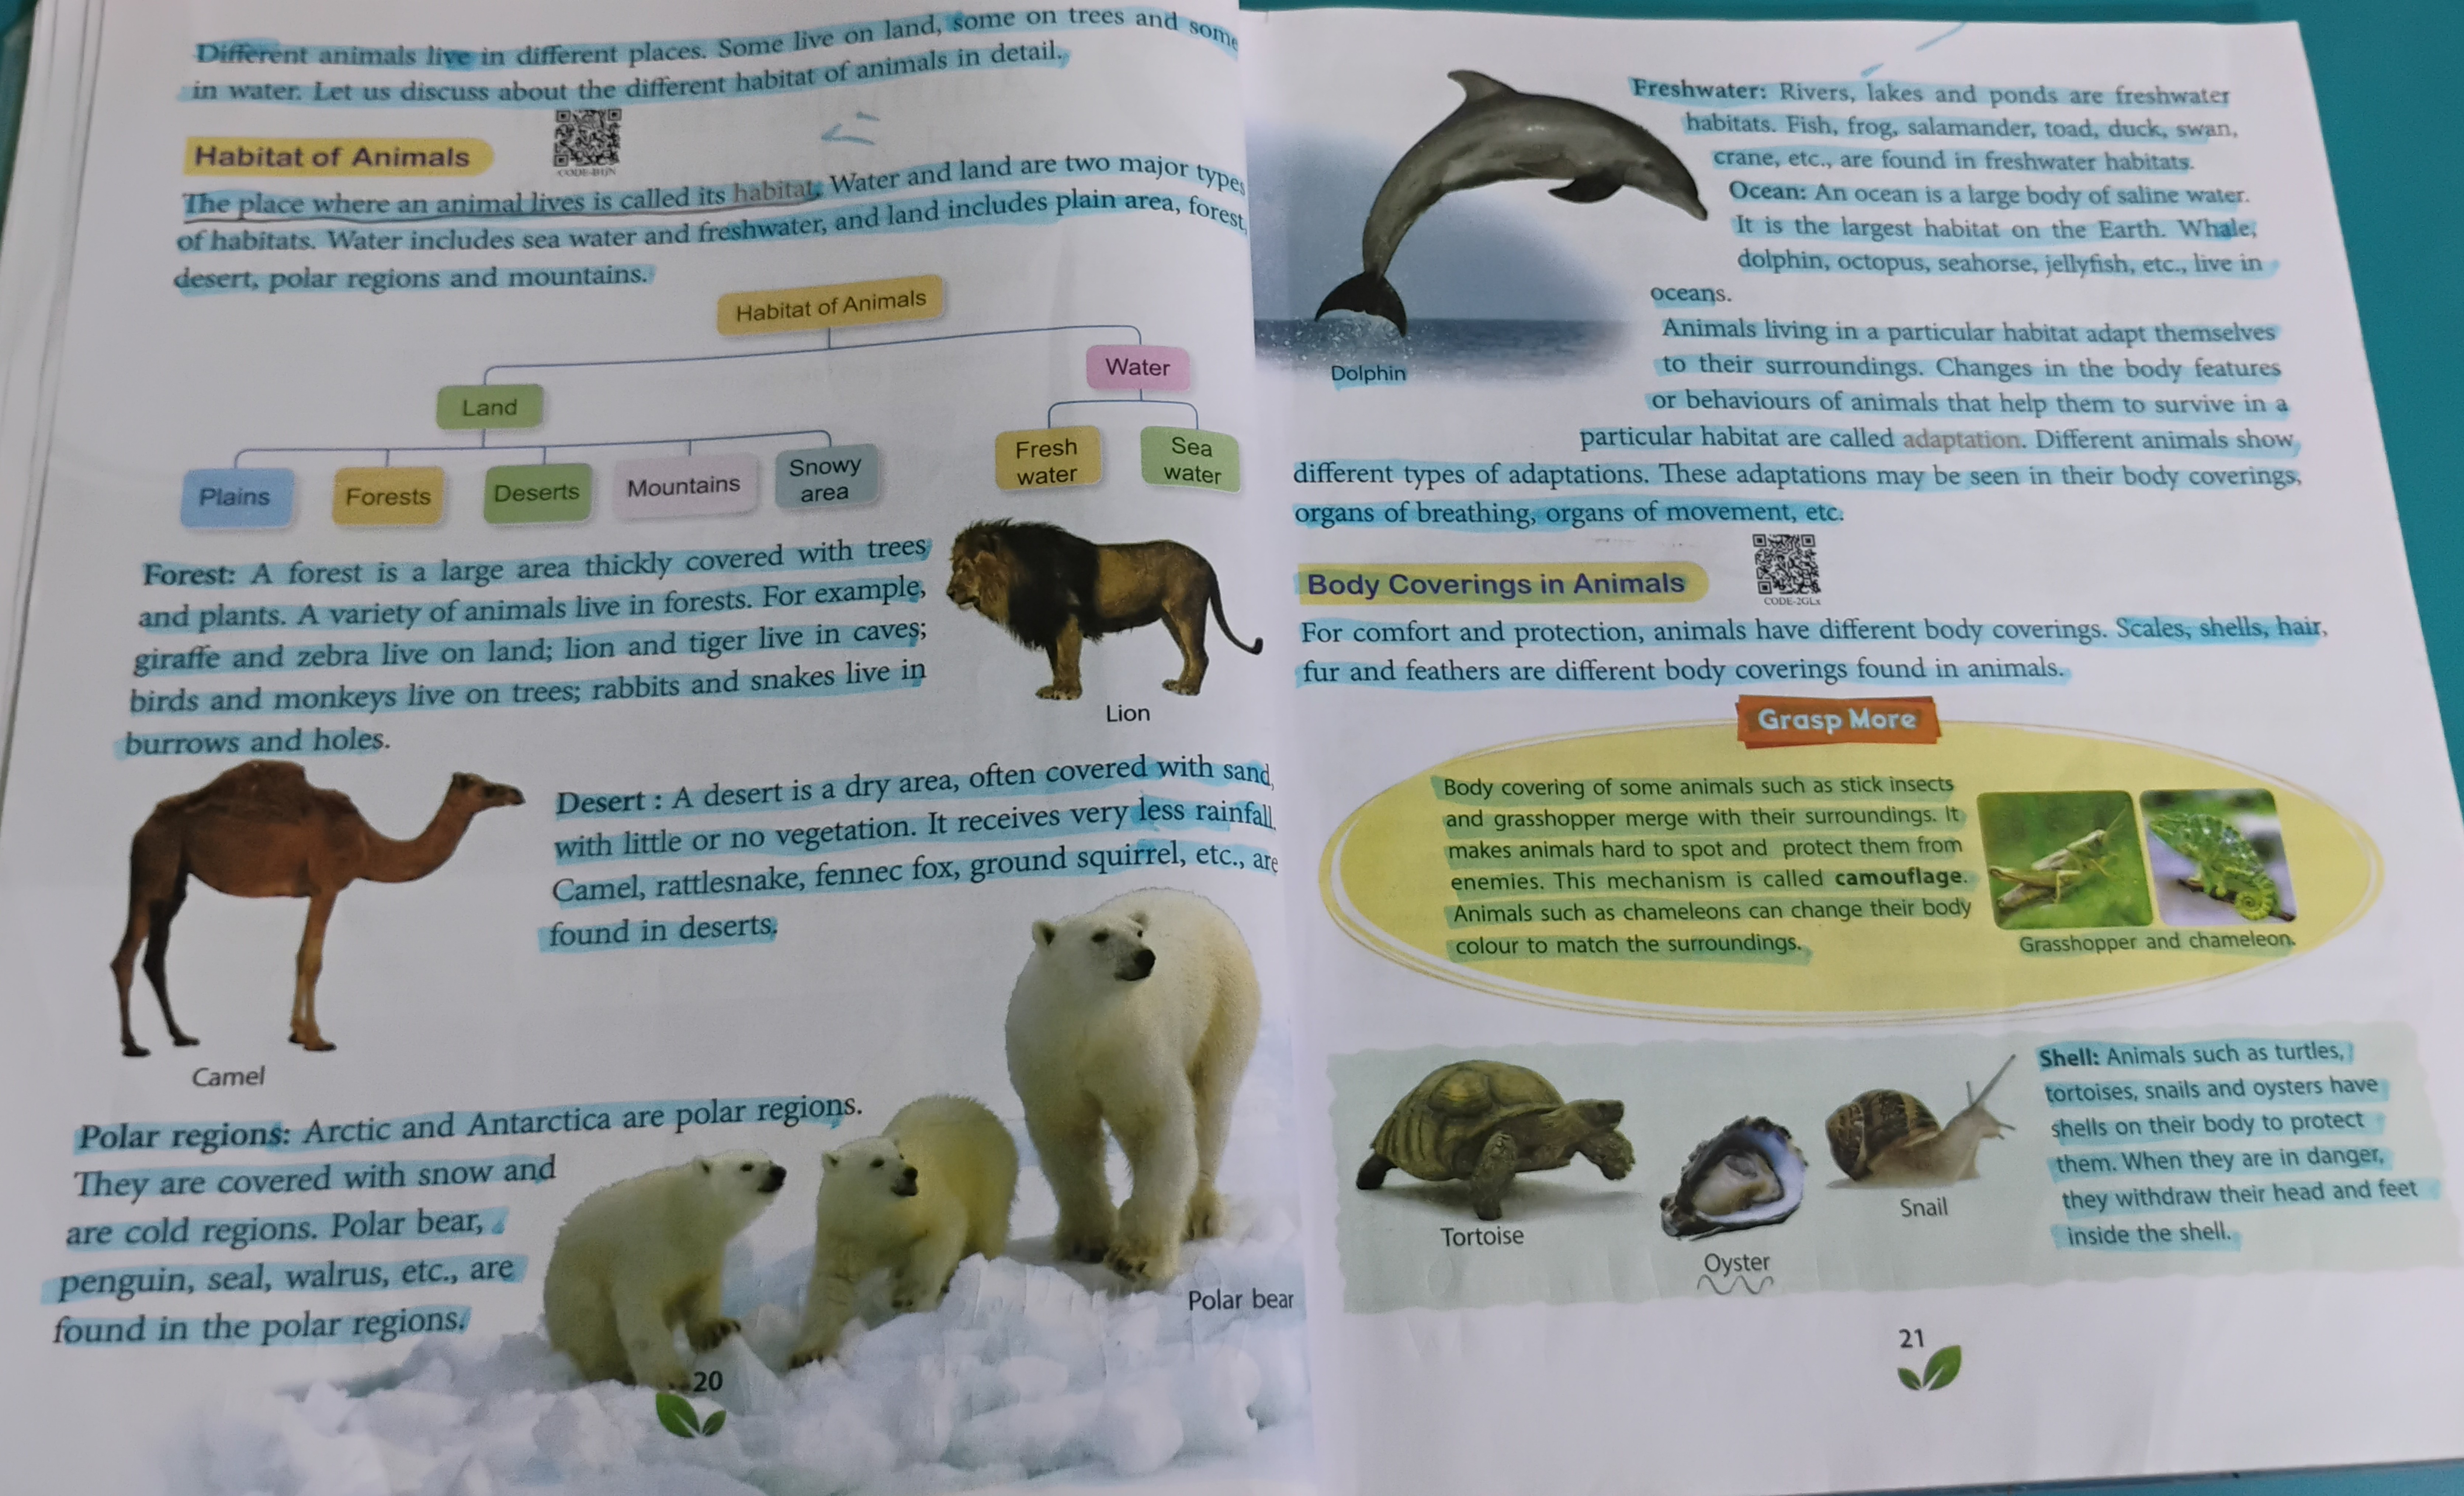 Different animals live in different places. Some live on land, some on trees and some
in water. Let us discuss about the different habitat of animals in detail.
Habitat of Animals
CODE-B1JN
The place where an animal lives is called its habitat. Water and land are two major types
of habitats. Water includes sea water and freshwater, and land includes plain area, forest,
desert, polar regions and mountains.
Habitat of Animals
Land
Water
Plains
Forests
Deserts
Mountains
Snowy
area
Fresh
water
Sea
water
Forest: A forest is a large area thickly covered with trees
and plants. A variety of animals live in forests. For example,
giraffe and zebra live on land; lion and tiger live in caves;
birds and monkeys live on trees; rabbits and snakes live in
burrows and holes.
Lion
Camel
Desert : A desert is a dry area, often covered with sand,
with little or no vegetation. It receives very less rainfall.
Camel, rattlesnake, fennec fox, ground squirrel, etc., are
found in deserts.
Polar regions: Arctic and Antarctica are polar regions.
They are covered with snow and
are cold regions. Polar bear,
penguin, seal, walrus, etc., are
found in the polar regions.
Polar bear
20
Dolphin
Freshwater: Rivers, lakes and ponds are freshwater
habitats. Fish, frog, salamander, toad, duck, swan,
crane, etc., are found in freshwater habitats.
Ocean: An ocean is a large body of saline water.
It is the largest habitat on the Earth. Whale,
dolphin, octopus, seahorse, jellyfish, etc., live in
oceans.
Animals living in a particular habitat adapt themselves
to their surroundings. Changes in the body features
or behaviours of animals that help them to survive in a
particular habitat are called adaptation. Different animals show
different types of adaptations. These adaptations may be seen in their body coverings,
organs of breathing, organs of movement, etc.
Body Coverings in Animals
CODE-2GLx
For comfort and protection, animals have different body coverings. Scales, shells, hair,
fur and feathers are different body coverings found in animals.
Grasp More
Body covering of some animals such as stick insects
and grasshopper merge with their surroundings. It
makes animals hard to spot and protect them from
enemies. This mechanism is called camouflage.
Animals such as chameleons can change their body
colour to match the surroundings.
Grasshopper and chameleon.
Tortoise
Oyster
Snail
Shell: Animals such as turtles,
tortoises, snails and oysters have
shells on their body to protect
them. When they are in danger,
they withdraw their head and feet
inside the shell.
21